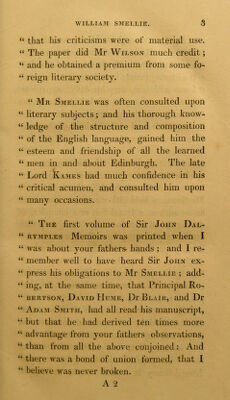 WILLIAM SMELLIE. 3
“ that his criticisms were of material use.
“ The paper did Mr WILSON much credit ;
“ and he obtained a premium from some fo-
“ reign literary society.
“ MR SMELLIE was often consulted upon
“ literary subjects ; and his thorough know-
“ ledge of the structure and composition
“ of the English language, gained him the
“ esteem and friendship of all the learned
“ men in and about Edinburgh. The late
“ Lord KAMES had much confidence in his
“ critical acumen, and consulted him upon
“ many occasions.
“ THE first volume of Sir JOHN DAL-
“ RYMPLES Memoirs was printed when I
“ was about your fathers hands : and I re-
“ member well to have heard Sir JOHN ex-
“ press his obligations to Mr SMELLIE ; add-
“ ing, at the same time, that Principal RO-
“ BERTSON, DAVID HUME, Dr BLAIR, and Dr
“ ADAM SMITH, had all read his manuscript,
“ but that he had derived ten times more
“ advantage from your fathers observations,
“ than from all the above conjoined : And
“ there was a bond of union formed, that I
“ believe was never broken.
A 2